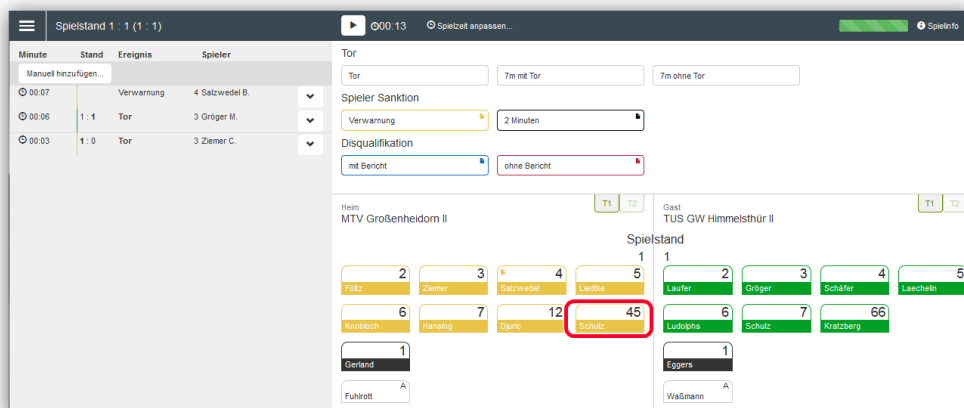 Spielstand 1 : 1 (1 : 1)
00:13
Spielzeit anpassen...
Spielinfo
Minute Stand Ereignis Spieler
Manuell hinzufügen...
00:07 Verwarnung 4 Salzwedel B.
00:06 1 : 1 Tor 3 Gröger M.
00:03 1 : 0 Tor 3 Ziemer C.
Tor
Tor 7m mit Tor 7m ohne Tor
Spieler Sanktion
Verwarnung 2 Minuten
Disqualifikation
mit Bericht ohne Bericht
Heim
MTV Großenheidorn II
T1 T2
Gast
TUS GW Himmelsthür II
T1 T2
Spielstand
1 1
2 3 4 5 2 3 4 5
Föltz Ziemer Salzwedel Liedtke Laufer Gröger Schäfer Laechelin
6 7 12 45 6 7 66
Knobloch Hansing Djuric Schulz Ludolphs Schulz Kratzberg
1 1
Gerland Eggers
A A
Fuhlrott Waßmann